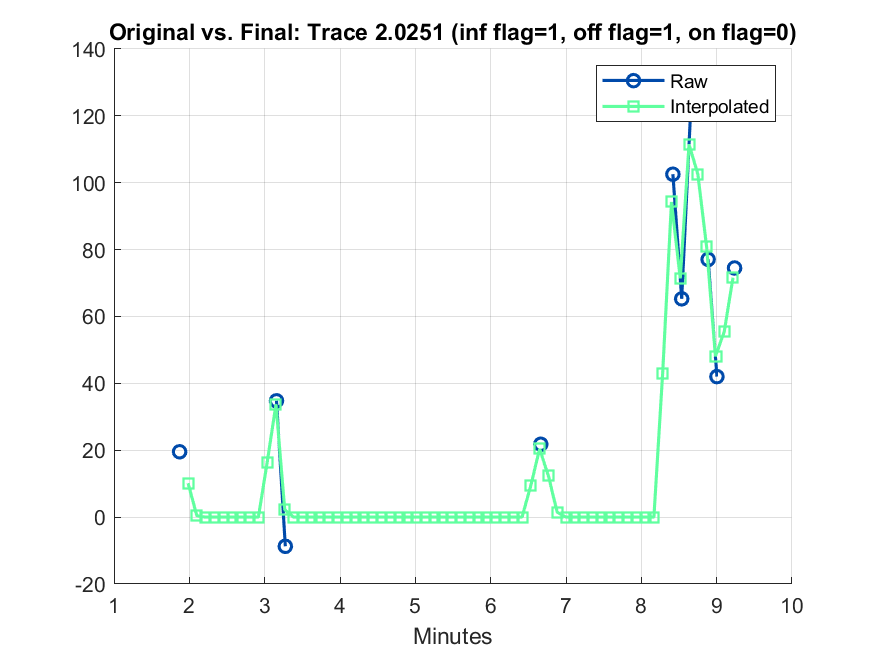 Original vs. Final: Trace 2.0251 (inf flag=1, off flag=1, on flag=0)
140
120
100
80
60
40
20
0
-20
Raw
Interpolated
1 2 3 4 5 6 7 8 9 10
Minutes